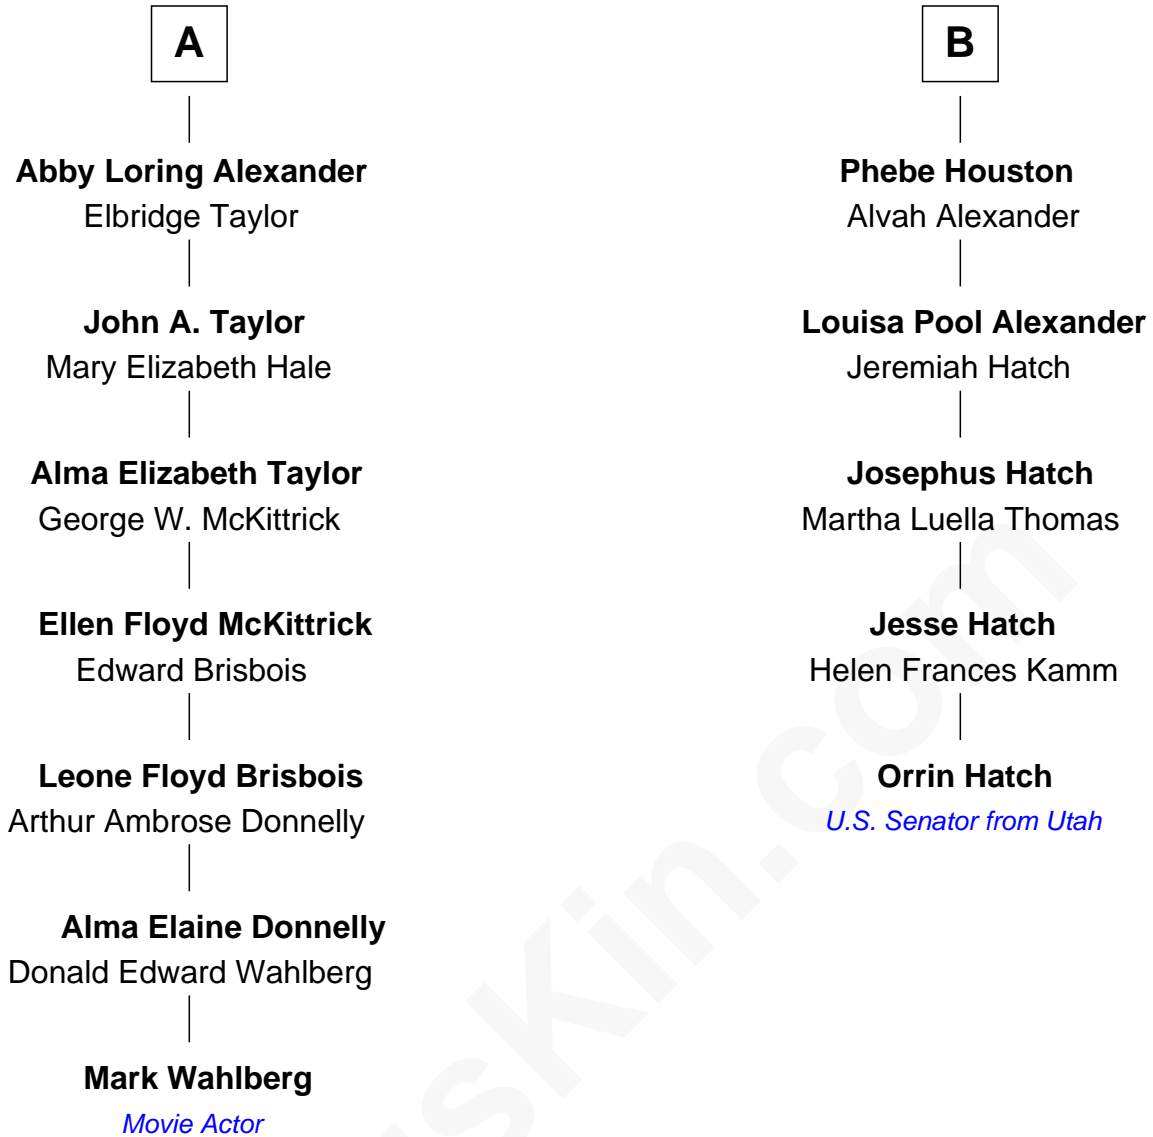 A
Abby Loring Alexander
Elbridge Taylor
John A. Taylor
Mary Elizabeth Hale
Alma Elizabeth Taylor
George W. McKittrick
Ellen Floyd McKittrick
Edward Brisbois
Leone Floyd Brisbois
Arthur Ambrose Donnelly
Alma Elaine Donnelly
Donald Edward Wahlberg
Mark Wahlberg
Movie Actor
B
Phebe Houston
Alvah Alexander
Louisa Pool Alexander
Jeremiah Hatch
Josephus Hatch
Martha Luella Thomas
Jesse Hatch
Helen Frances Kamm
Orrin Hatch
U.S. Senator from Utah
usKin.com